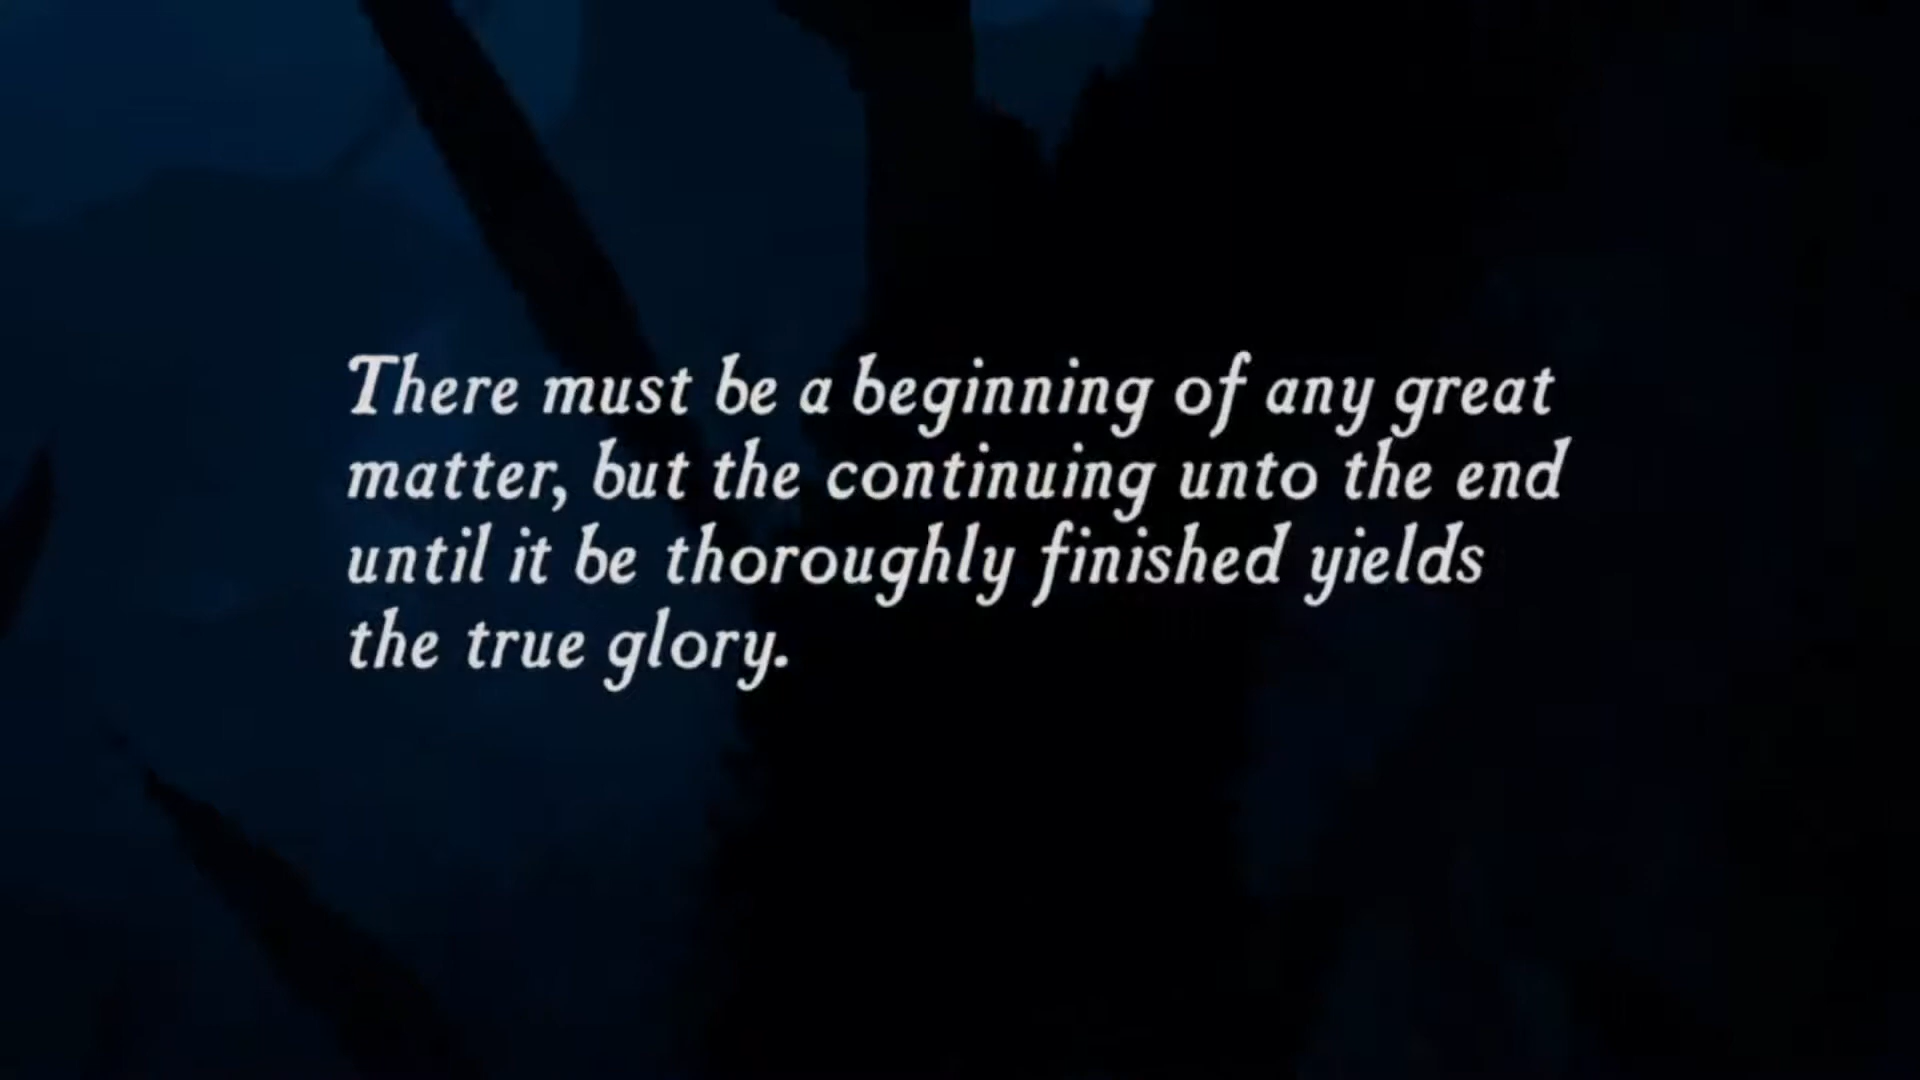 There must be a beginning of any great
matter, but the continuing unto the end
until it be thoroughly finished yields
the true glory.